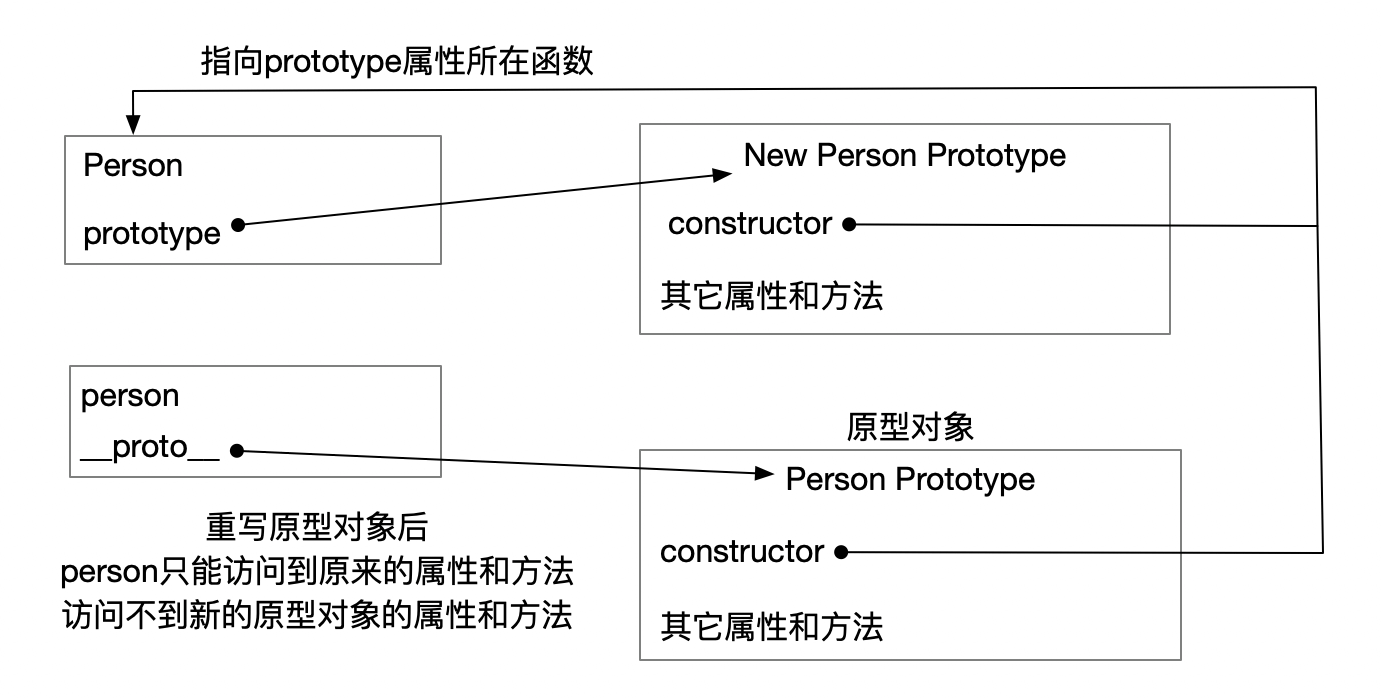 指向prototype属性所在函数
Person
prototype
New Person Prototype
constructor
其它属性和方法
person
__proto__
重写原型对象后
person只能访问到原来的属性和方法
访问不到新的原型对象的属性和方法
原型对象
Person Prototype
constructor
其它属性和方法